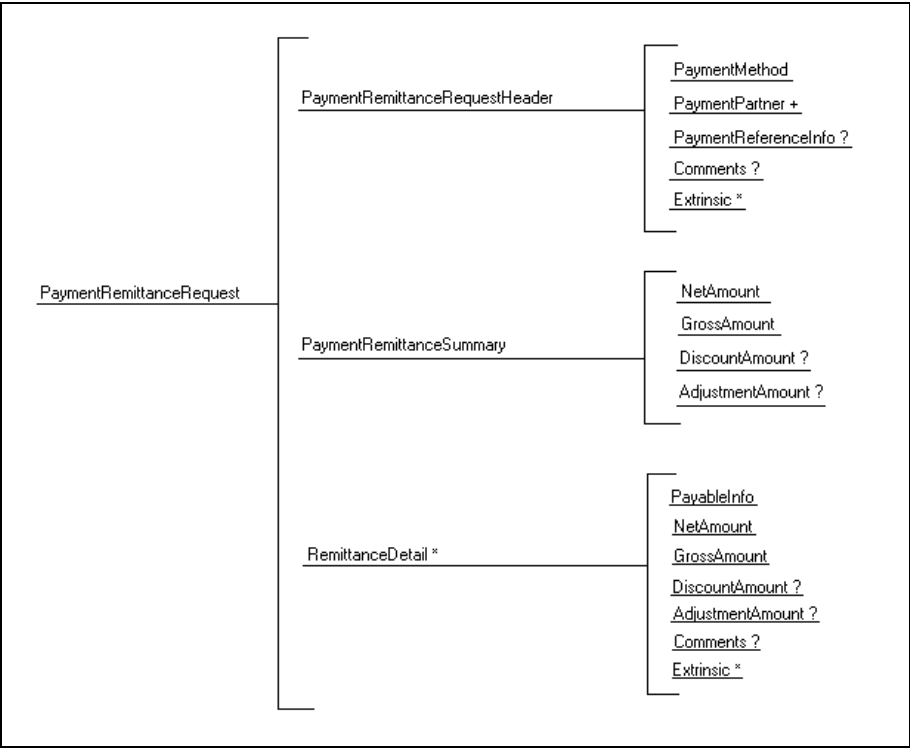 PaymentRemittanceRequest
PaymentRemittanceRequestHeader
PaymentMethod
PaymentPartner +
PaymentReferenceInfo ?
Comments ?
Extrinsic *
PaymentRemittanceSummary
NetAmount
GrossAmount
DiscountAmount ?
AdjustmentAmount ?
RemittanceDetail *
PayableInfo
NetAmount
GrossAmount
DiscountAmount ?
AdjustmentAmount ?
Comments ?
Extrinsic *